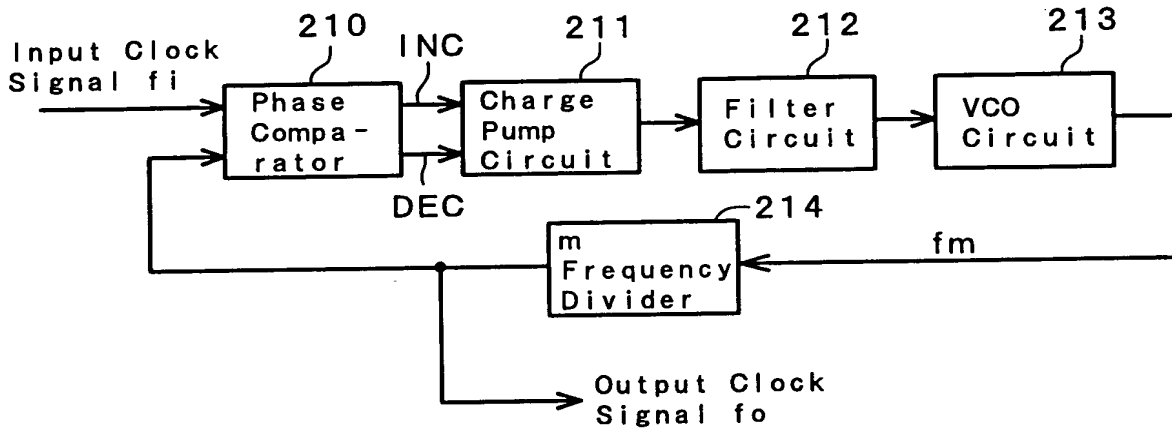 210
INC
211
212
213
Input Clock
Signal fi
Phase
Compa-
rator
Charge
Pump
Circuit
Filter
Circuit
VCO
Circuit
DEC
214
m
Frequency
Divider
fm
Output Clock
Signal fo